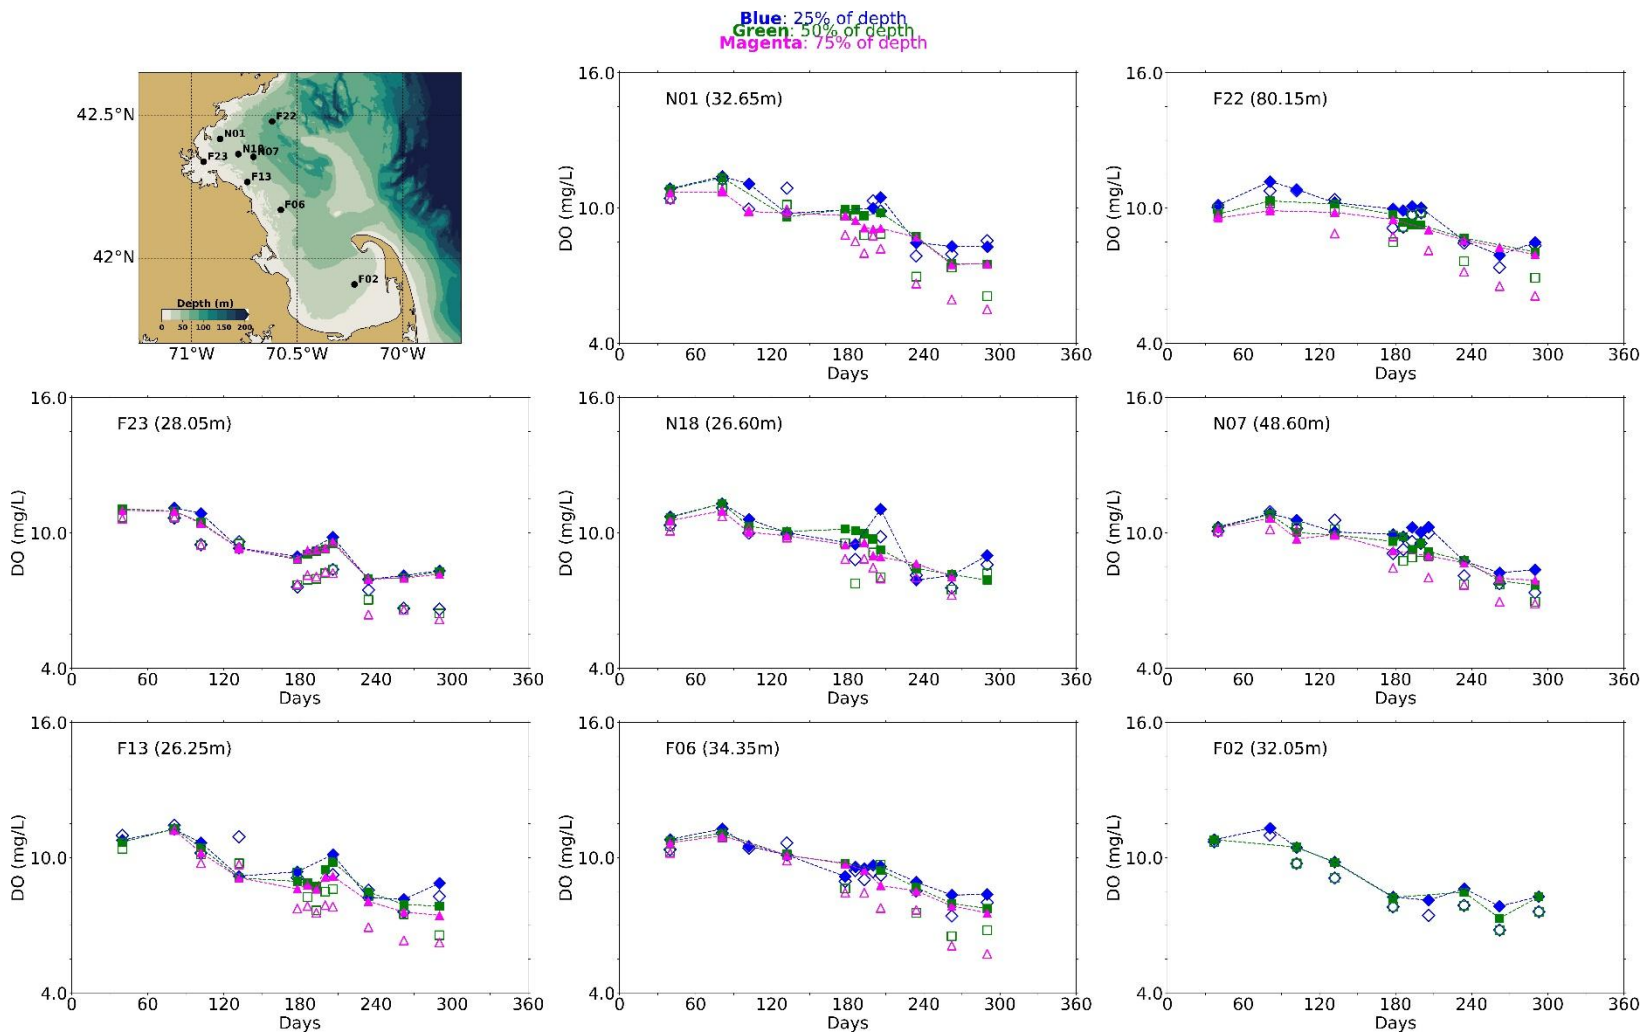 Blue: 25% of depth
Green: 50% of depth
Magenta: 75% of depth
42.5°N
42°N
71°W
70.5°W
70°W
N01
F22
F23
N18
N07
F13
F06
F02
Depth (m)
0 50 100 150 200
N01 (32.65m)
DO (mg/L)
16.0
10.0
4.0
0 60 120 180 240 300 360
Days
F22 (80.15m)
DO (mg/L)
16.0
10.0
4.0
0 60 120 180 240 300 360
Days
F23 (28.05m)
DO (mg/L)
16.0
10.0
4.0
0 60 120 180 240 300 360
Days
N18 (26.60m)
DO (mg/L)
16.0
10.0
4.0
0 60 120 180 240 300 360
Days
N07 (48.60m)
DO (mg/L)
16.0
10.0
4.0
0 60 120 180 240 300 360
Days
F13 (26.25m)
DO (mg/L)
16.0
10.0
4.0
0 60 120 180 240 300 360
Days
F06 (34.35m)
DO (mg/L)
16.0
10.0
4.0
0 60 120 180 240 300 360
Days
F02 (32.05m)
DO (mg/L)
16.0
10.0
4.0
0 60 120 180 240 300 360
Days